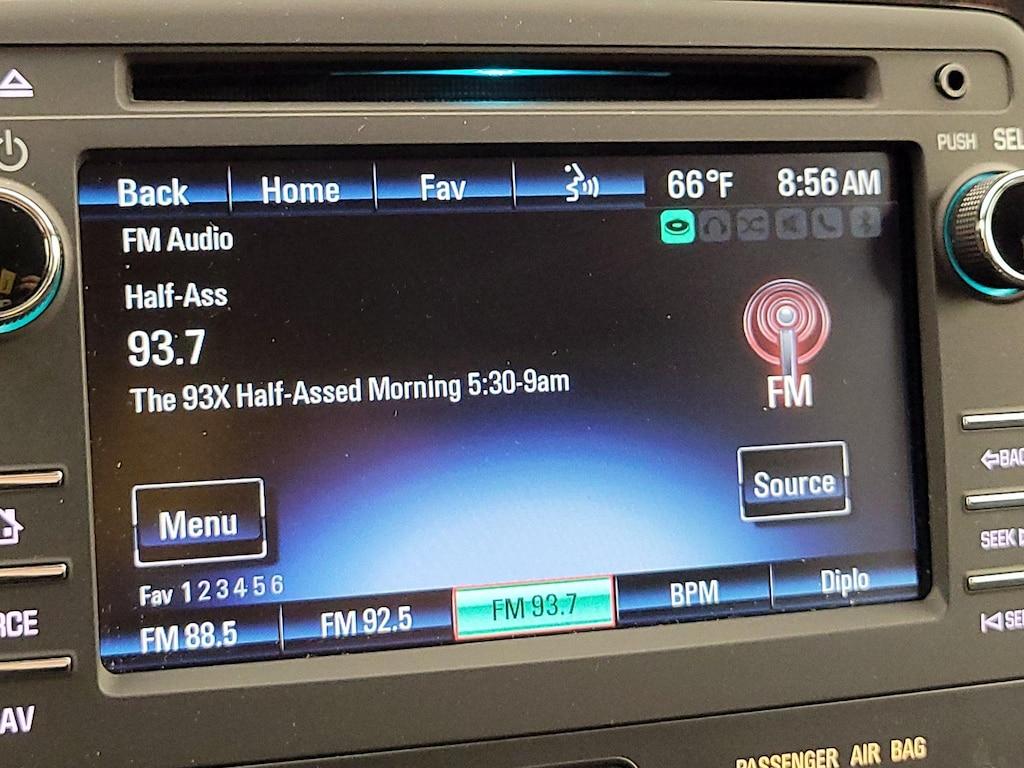 PUSH SEL
Back Home Fav 66°F 8:56 AM
FM Audio
Half-Ass
93.7
The 93X Half-Assed Morning 5:30-9am
FM
Menu Source
Fav 1 2 3 4 5 6
FM 88.5 FM 92.5 FM 93.7 BPM Diplo
BAC
SEEK
SE
RCE
AV
PASSENGER AIR BAG